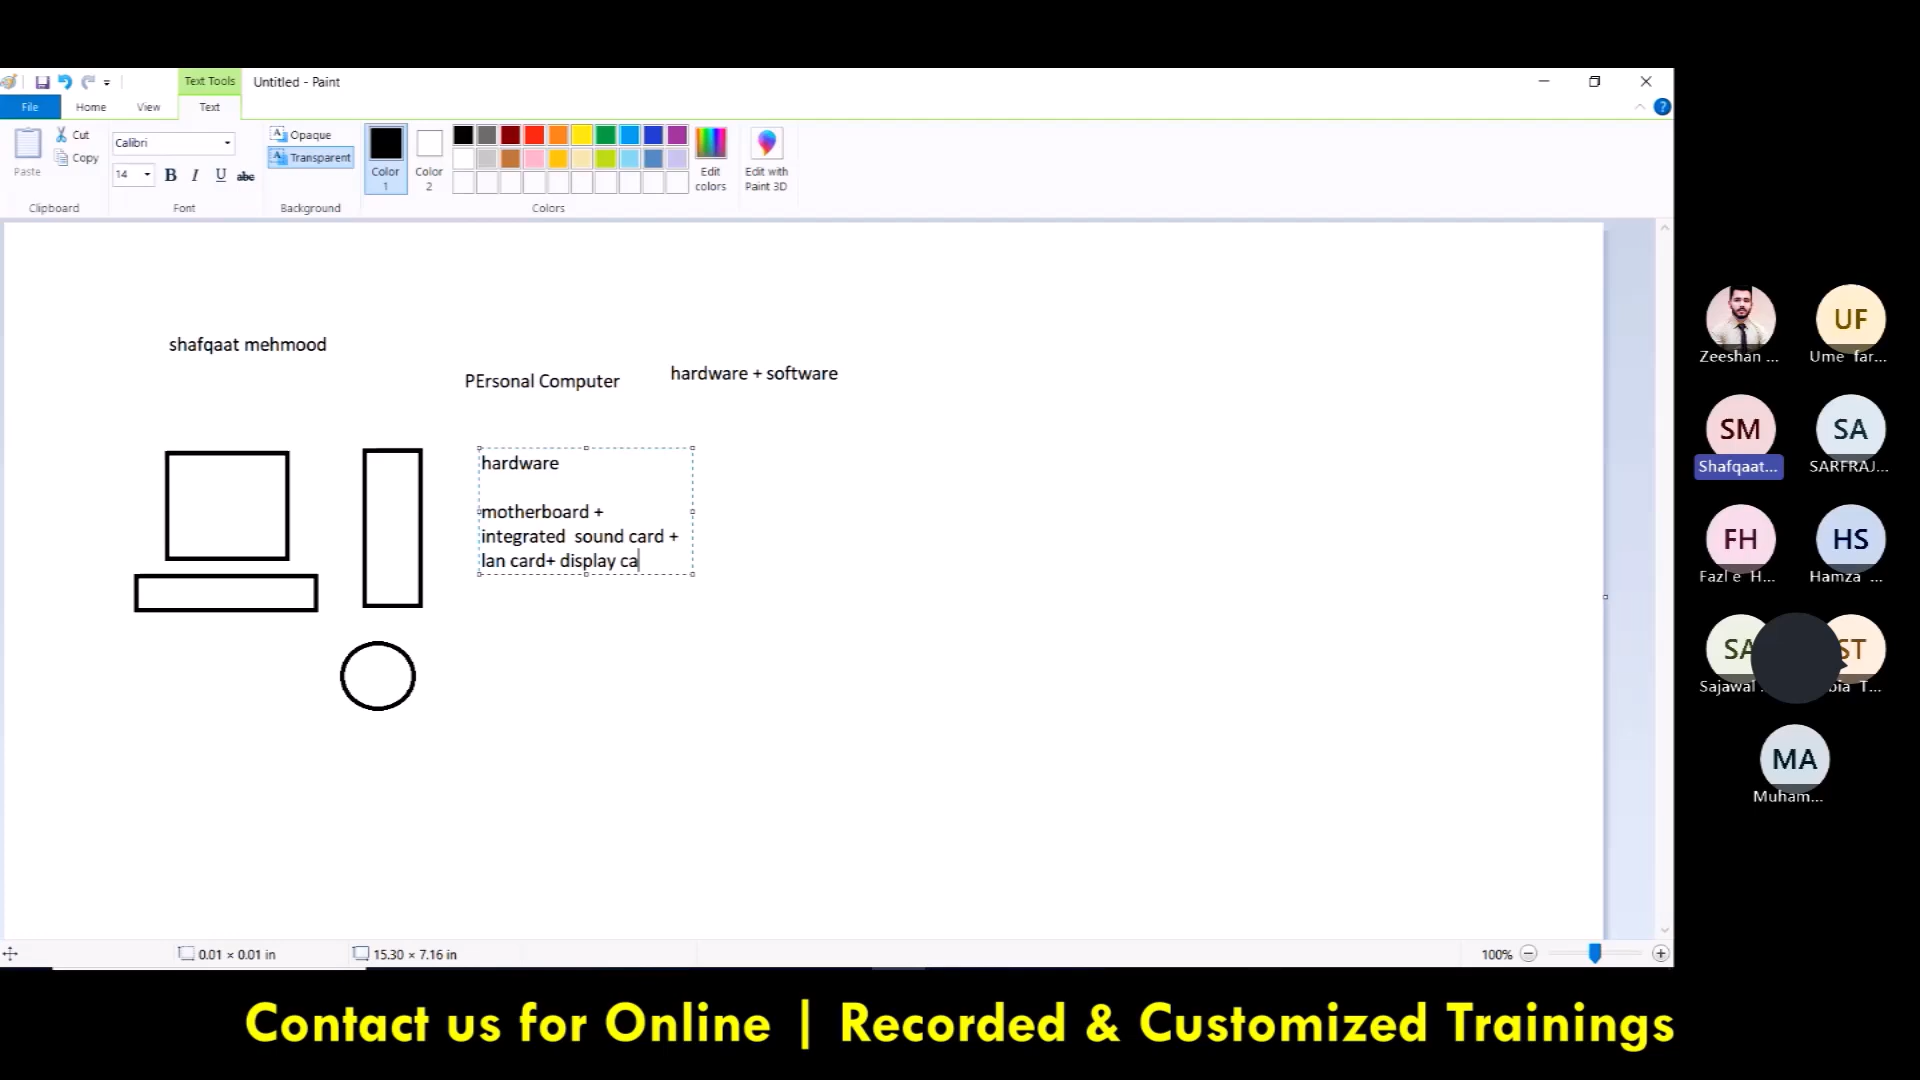 Text Tools
Untitled - Paint
File
Home
View
Text
Paste
Cut
Copy
Clipboard
Calibri
14
B I U abc
Font
Opaque
Transparent
Background
Color 1
Color 2
Edit colors
Colors
Edit with Paint 3D
shafqaat mehmood
PErsonal Computer
hardware + software
hardware
motherboard +
integrated  sound card +
lan card+ display ca
0.01 × 0.01 in
15.30 × 7.16 in
100%
Zeeshan ...
UF
Ume far...
SM
Shafqaat...
SA
SARFRAJ...
FH
Fazl e H...
HS
Hamza ...
SA
Sajawal
ST
bia T...
MA
Muham...
Contact us for Online | Recorded & Customized Trainings